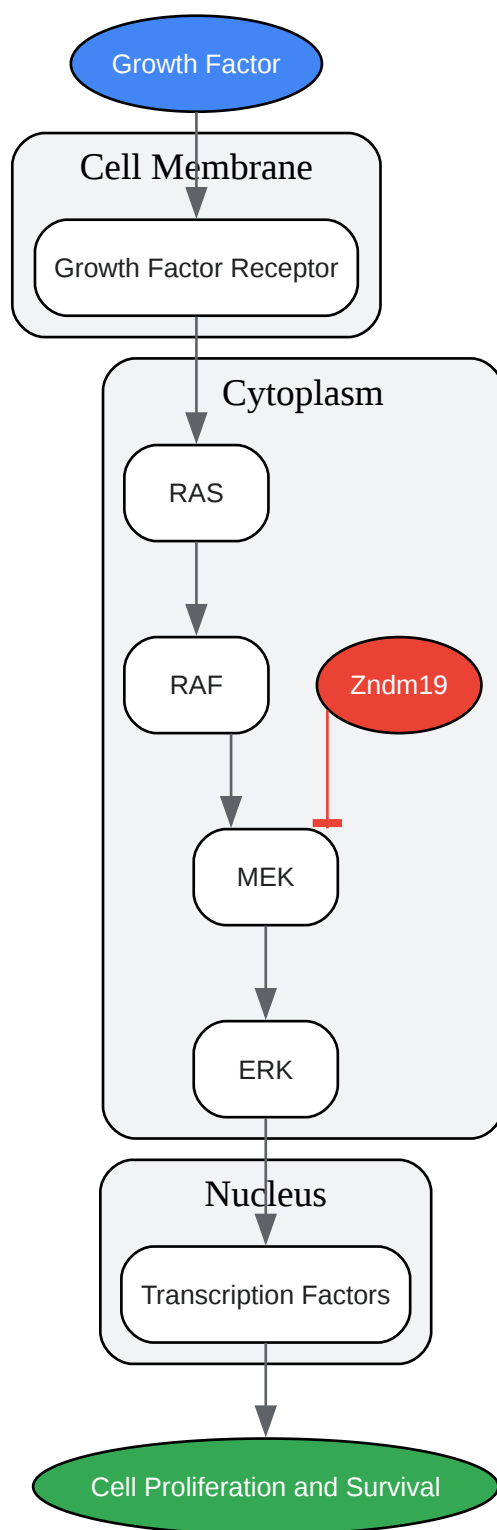 Growth Factor
Cell Membrane
Growth Factor Receptor
Cytoplasm
RAS
RAF
Zndm19
MEK
ERK
Nucleus
Transcription Factors
Cell Proliferation and Survival